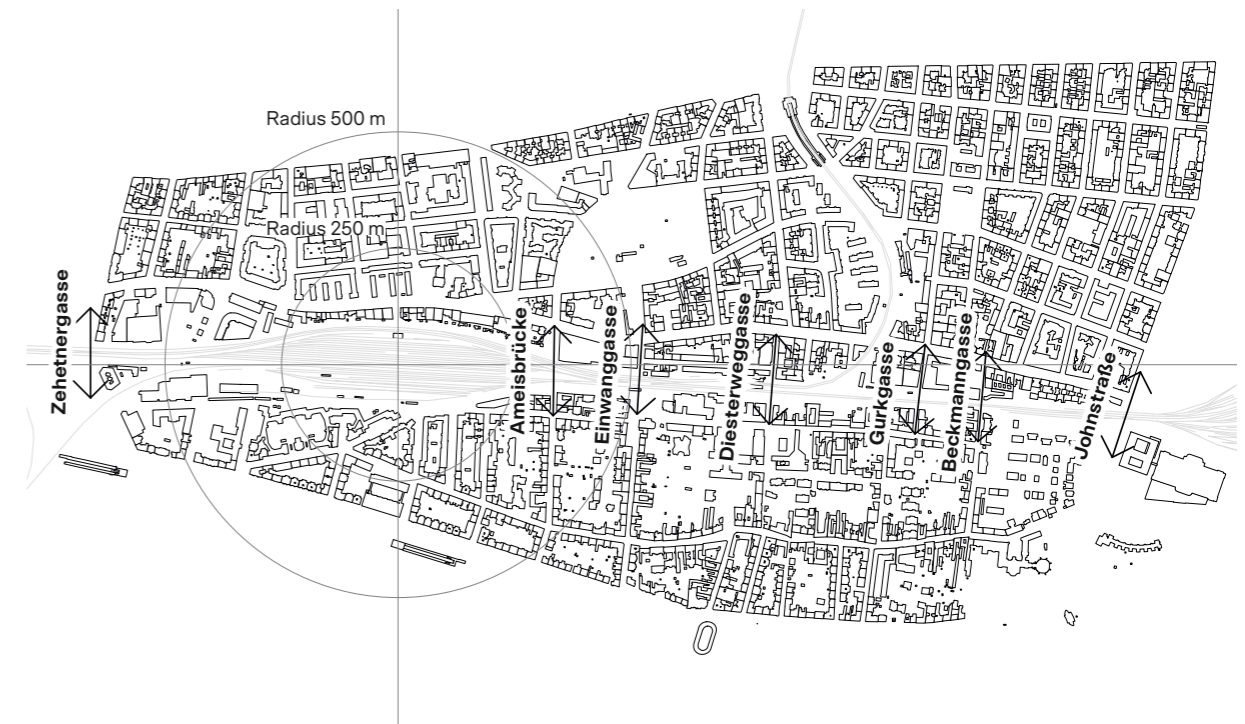 Radius 500 m
Radius 250 m
Zehetnergasse
Ameisbrücke
Einwanggasse
Diesterweggasse
Gurkgasse
Beckmanngasse
Johnstraße